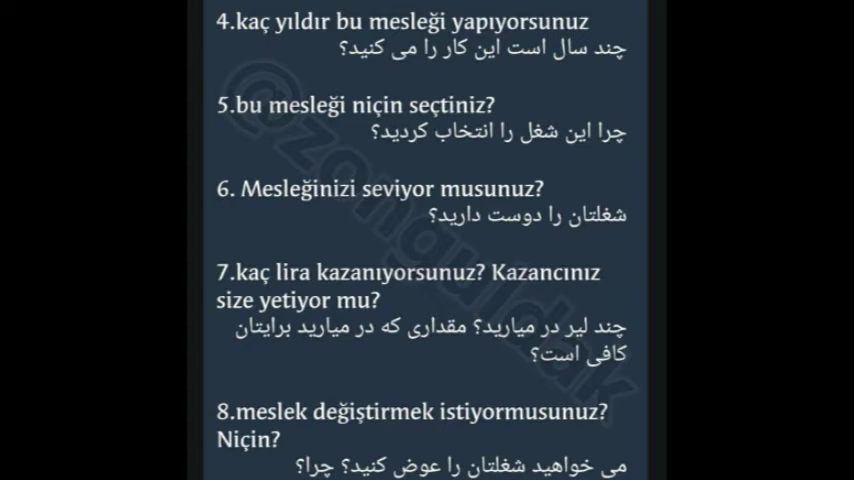 4.kaç yıldır bu mesleği yapıyorsunuz
چند سال است این کار را می کنید؟
5.bu mesleği niçin seçtiniz?
چرا این شغل را انتخاب کردید؟
6. Mesleğinizi seviyor musunuz?
شغلتان را دوست دارید؟
7.kaç lira kazanıyorsunuz? Kazancınız
size yetiyor mu?
چند لیر در میارید؟ مقداری که در میارید برایتان
کافی است؟
8.meslek değiştirmek istiyormusunuz?
Niçin?
می خواهید شغلتان را عوض کنید؟ چرا؟
@zonguldak